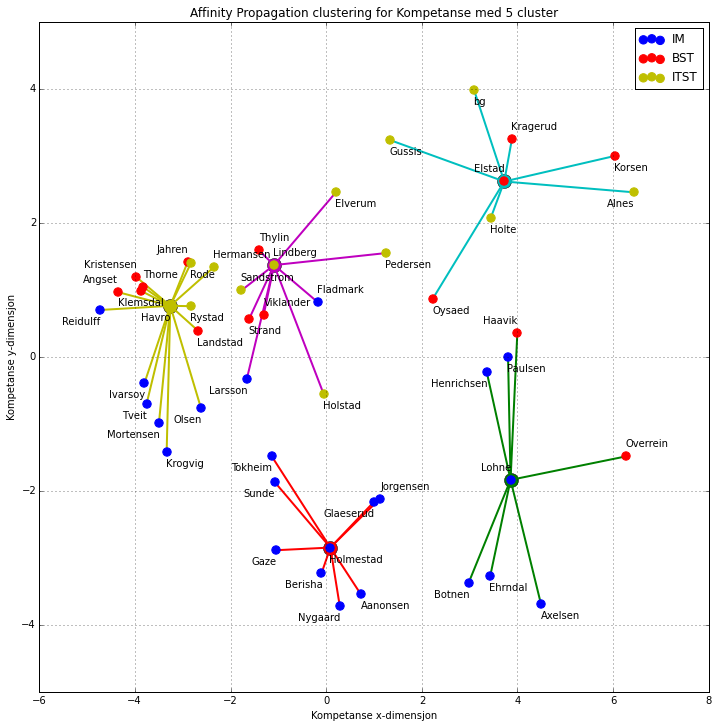 Affinity Propagation clustering for Kompetanse med 5 cluster
IM
BST
ITST
Kompetanse y-dimensjon
4
2
0
−2
−4
bg
Kragerud
Gussis
Korsen
Elstad
Alnes
Elverum
Holte
Thylin
Lindberg
Pedersen
Jahren
Hermansen
Kristensen
Thorne
Rode
Angset
Sandstrom
Fladmark
Klemsdal
Viklander
Oysaed
Reidulff
Havro
Rystad
Haavik
Strand
Landstad
Paulsen
Henrichsen
Larsson
Ivarsoy
Holstad
Tveit
Olsen
Mortensen
Krogvig
Overrein
Tokheim
Lohne
Sunde
Jorgensen
Glaeserud
Gaze
Holmestad
Berisha
Botnen
Ehrndal
Aanonsen
Nygaard
Axelsen
−6
−4
−2
0
2
4
6
8
Kompetanse x-dimensjon